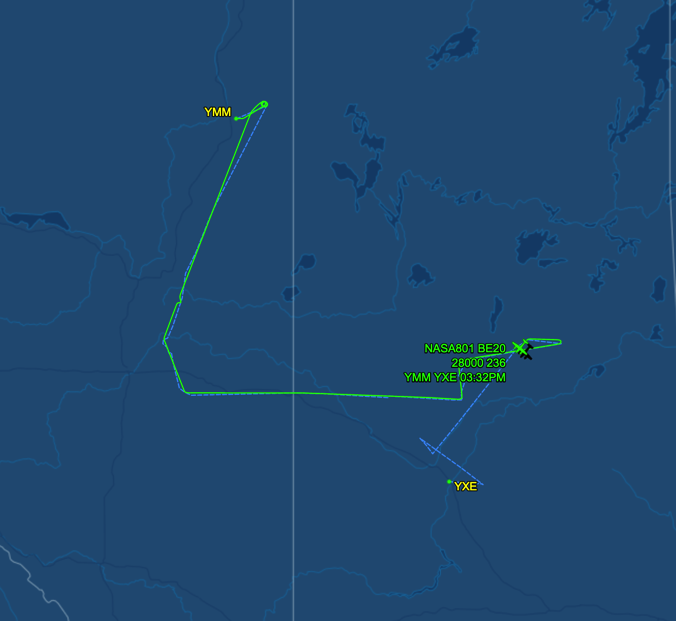 YMM
NASA801 BE20
28000 236
YMM YXE 03:32PM
YXE